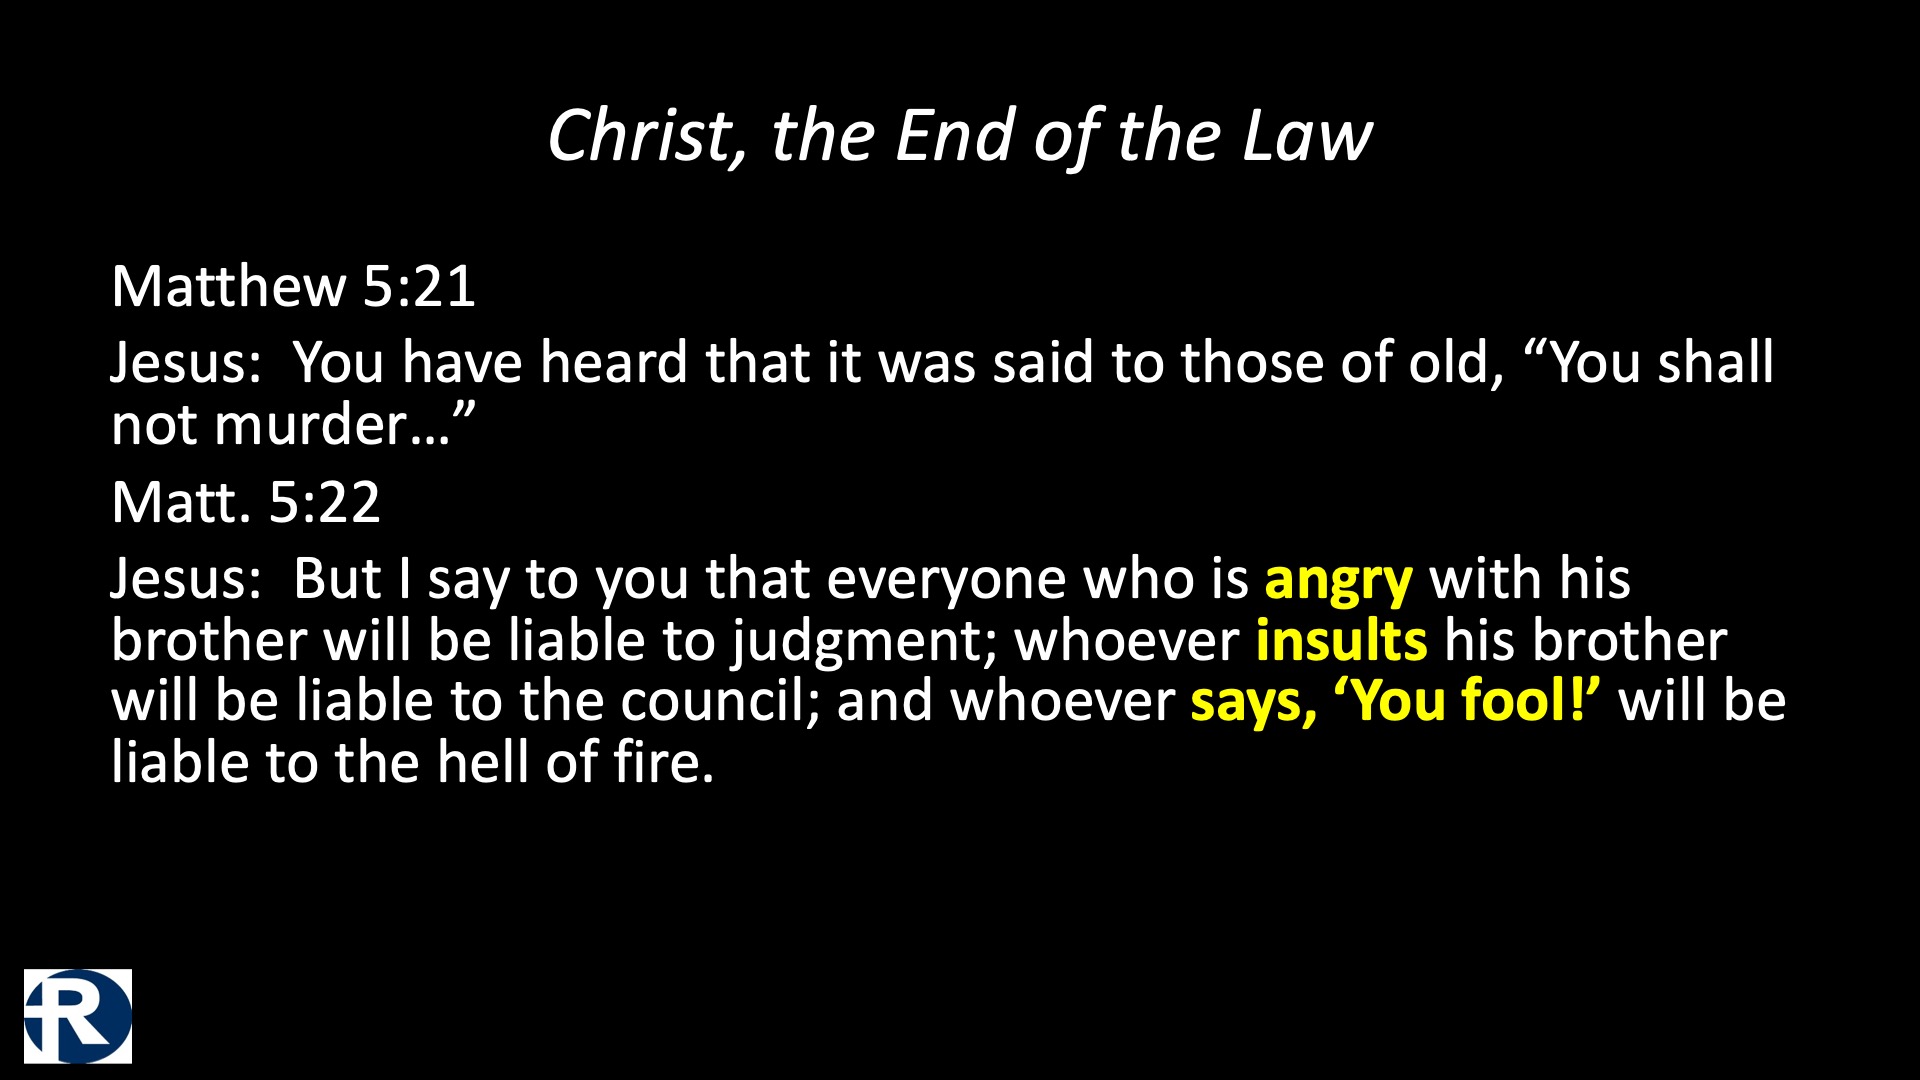 Christ, the End of the Law
Matthew 5:21
Jesus:  You have heard that it was said to those of old, “You shall
not murder…”
Matt. 5:22
Jesus:  But I say to you that everyone who is angry with his
brother will be liable to judgment; whoever insults his brother
will be liable to the council; and whoever says, ‘You fool!’ will be
liable to the hell of fire.
R